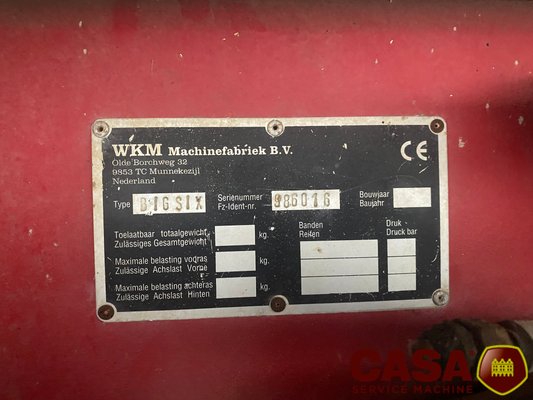 WKM Machinefabriek B.V.
Olde Borchweg 32
9853 TC Munnekezijl
Nederland
CE
Type BIGSIX
Serienummer
Fz-Ident-nr. 986016
Bouwjaar
Baujahr
Toelaatbaar totaalgewicht
Zulässiges Gesamtgewicht kg.
Maximale belasting vooras
Zulässige Achslast Vorne kg.
Maximale belasting achteras
Zulässige Achslast Hinten kg.
Banden
Reifen
Druk
Druck bar
CASA
SERVICE MACHINE